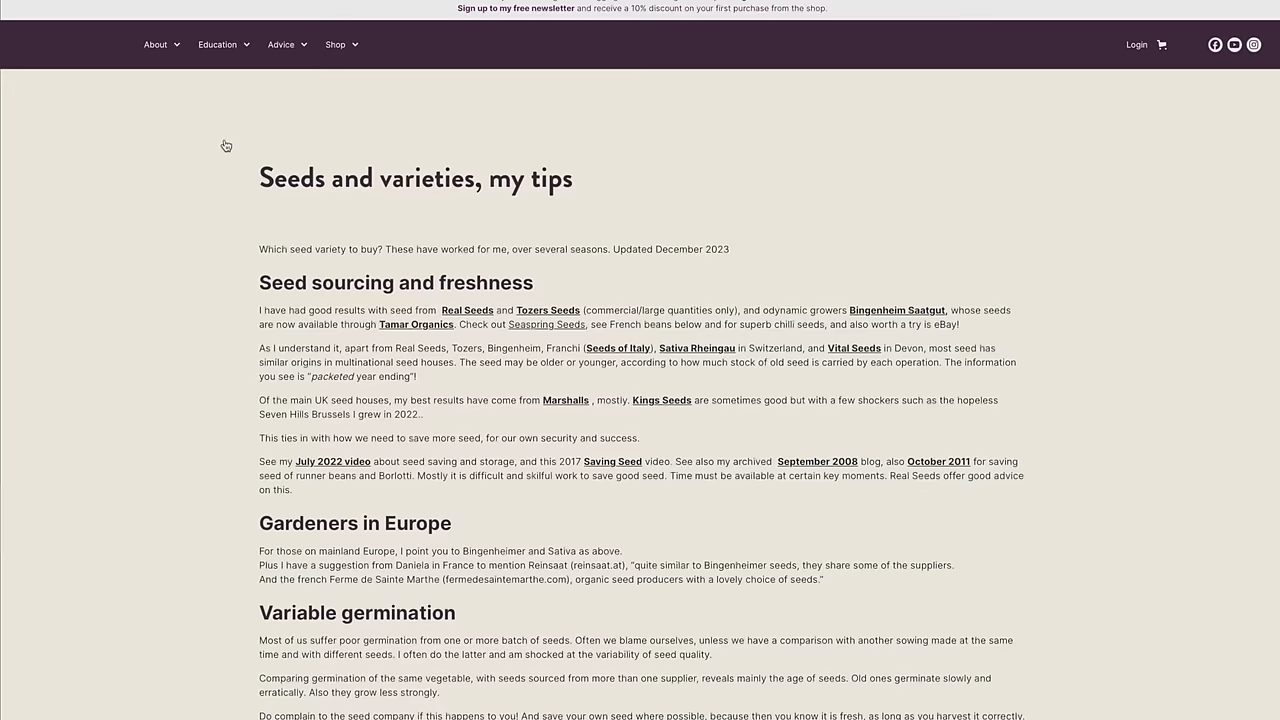 Sign up to my free newsletter and receive a 10% discount on your first purchase from the shop.
About Education Advice Shop Login
Seeds and varieties, my tips
Which seed variety to buy? These have worked for me, over several seasons. Updated December 2023
Seed sourcing and freshness
I have had good results with seed from Real Seeds and Tozers Seeds (commercial/large quantities only), and odynamic growers Bingenheim Saatgut, whose seeds
are now available through Tamar Organics. Check out Seaspring Seeds, see French beans below and for superb chilli seeds, and also worth a try is eBay!
As I understand it, apart from Real Seeds, Tozers, Bingenheim, Franchi (Seeds of Italy), Sativa Rheingau in Switzerland, and Vital Seeds in Devon, most seed has
similar origins in multinational seed houses. The seed may be older or younger, according to how much stock of old seed is carried by each operation. The information
you see is “packeted year ending”!
Of the main UK seed houses, my best results have come from Marshalls , mostly. Kings Seeds are sometimes good but with a few shockers such as the hopeless
Seven Hills Brussels I grew in 2022..
This ties in with how we need to save more seed, for our own security and success.
See my July 2022 video about seed saving and storage, and this 2017 Saving Seed video. See also my archived September 2008 blog, also October 2011 for saving
seed of runner beans and Borlotti. Mostly it is difficult and skilful work to save good seed. Time must be available at certain key moments. Real Seeds offer good advice
on this.
Gardeners in Europe
For those on mainland Europe, I point you to Bingenheimer and Sativa as above.
Plus I have a suggestion from Daniela in France to mention Reinsaat (reinsaat.at), “quite similar to Bingenheimer seeds, they share some of the suppliers.
And the french Ferme de Sainte Marthe (fermedesaintemarthe.com), organic seed producers with a lovely choice of seeds.”
Variable germination
Most of us suffer poor germination from one or more batch of seeds. Often we blame ourselves, unless we have a comparison with another sowing made at the same
time and with different seeds. I often do the latter and am shocked at the variability of seed quality.
Comparing germination of the same vegetable, with seeds sourced from more than one supplier, reveals mainly the age of seeds. Old ones germinate slowly and
erratically. Also they grow less strongly.
Do complain to the seed company if this happens to you! And save your own seed where possible, because then you know it is fresh, as long as you harvest it correctly.